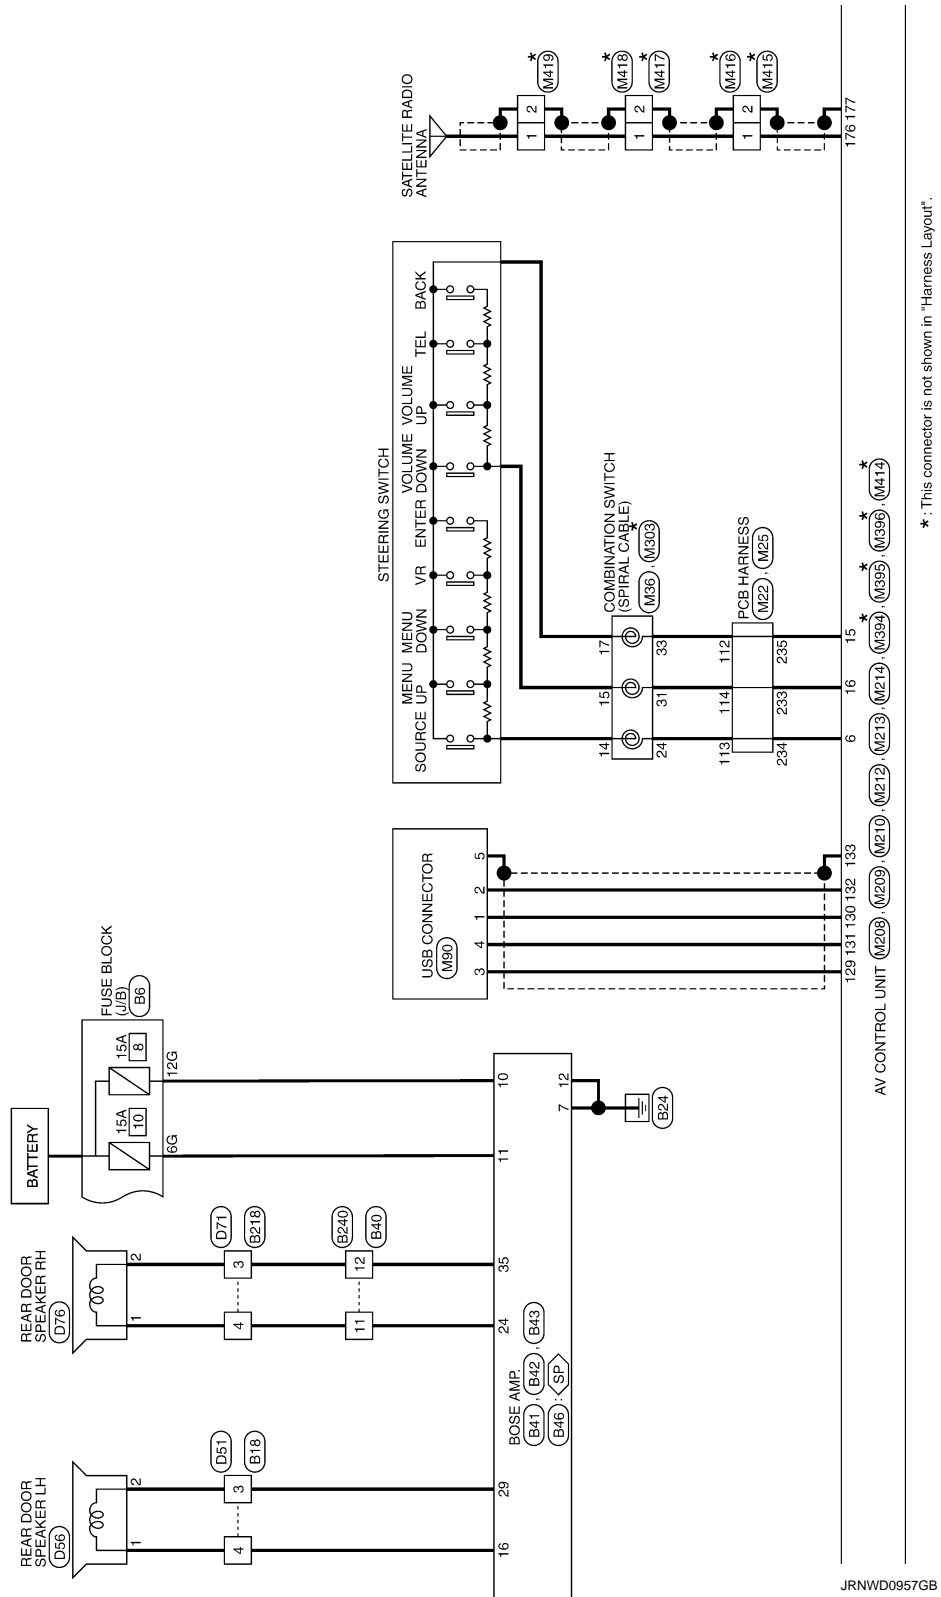 REAR DOOR
SPEAKER LH
D56
1
2
4
3
D51
B18
16
29
REAR DOOR
SPEAKER RH
D76
1
2
4
3
D71
B218
11
12
B240
B40
24
35
BATTERY
FUSE BLOCK
(J/B)
B6
15A
10
15A
8
6G
12G
11
10
BOSE AMP.
B41 , B42 , B43
B46 : SP
7
12
B24
USB CONNECTOR
M90
3 4 1 2 5
129 131 130 132 133
STEERING SWITCH
SOURCE
MENU
UP
MENU
DOWN
VR
ENTER
VOLUME
DOWN
VOLUME
UP
TEL
BACK
COMBINATION SWITCH
(SPIRAL CABLE)
M36 , M303
*
14 15 17
24 31 33
PCB HARNESS
M22 , M25
113 114 112
234 233 235
6 16 15
SATELLITE RADIO
ANTENNA
1 2
*
M419
1 2
*
M418
*
M417
1 2
*
M416
*
M415
176 177
AV CONTROL UNIT M208 , M209 , M210 , M212 , M213 , M214 , M394 , M395 , M396 , M414
* * * *
* : This connector is not shown in "Harness Layout".
JRNWD0957GB